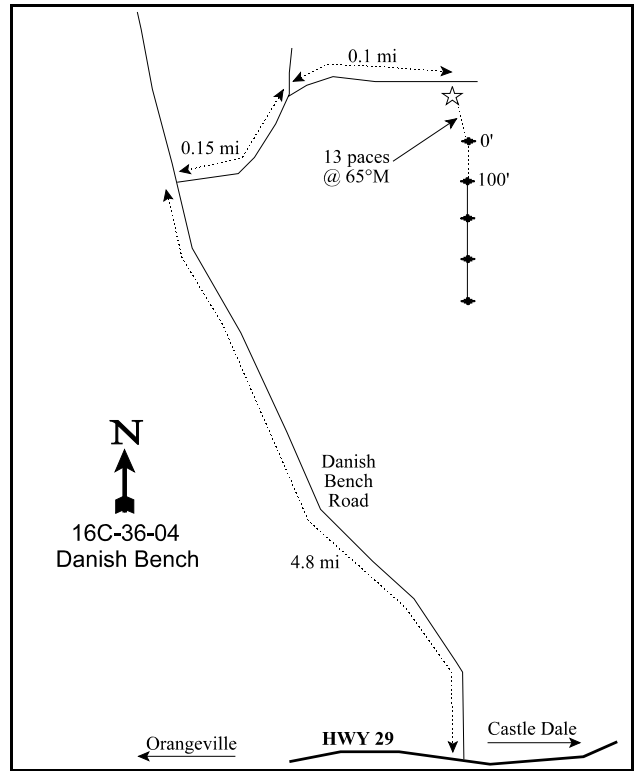 0.1 mi
0.15 mi
13 paces
@ 65°M
0'
100'
N
16C-36-04
Danish Bench
Danish
Bench
Road
4.8 mi
Orangeville
HWY 29
Castle Dale